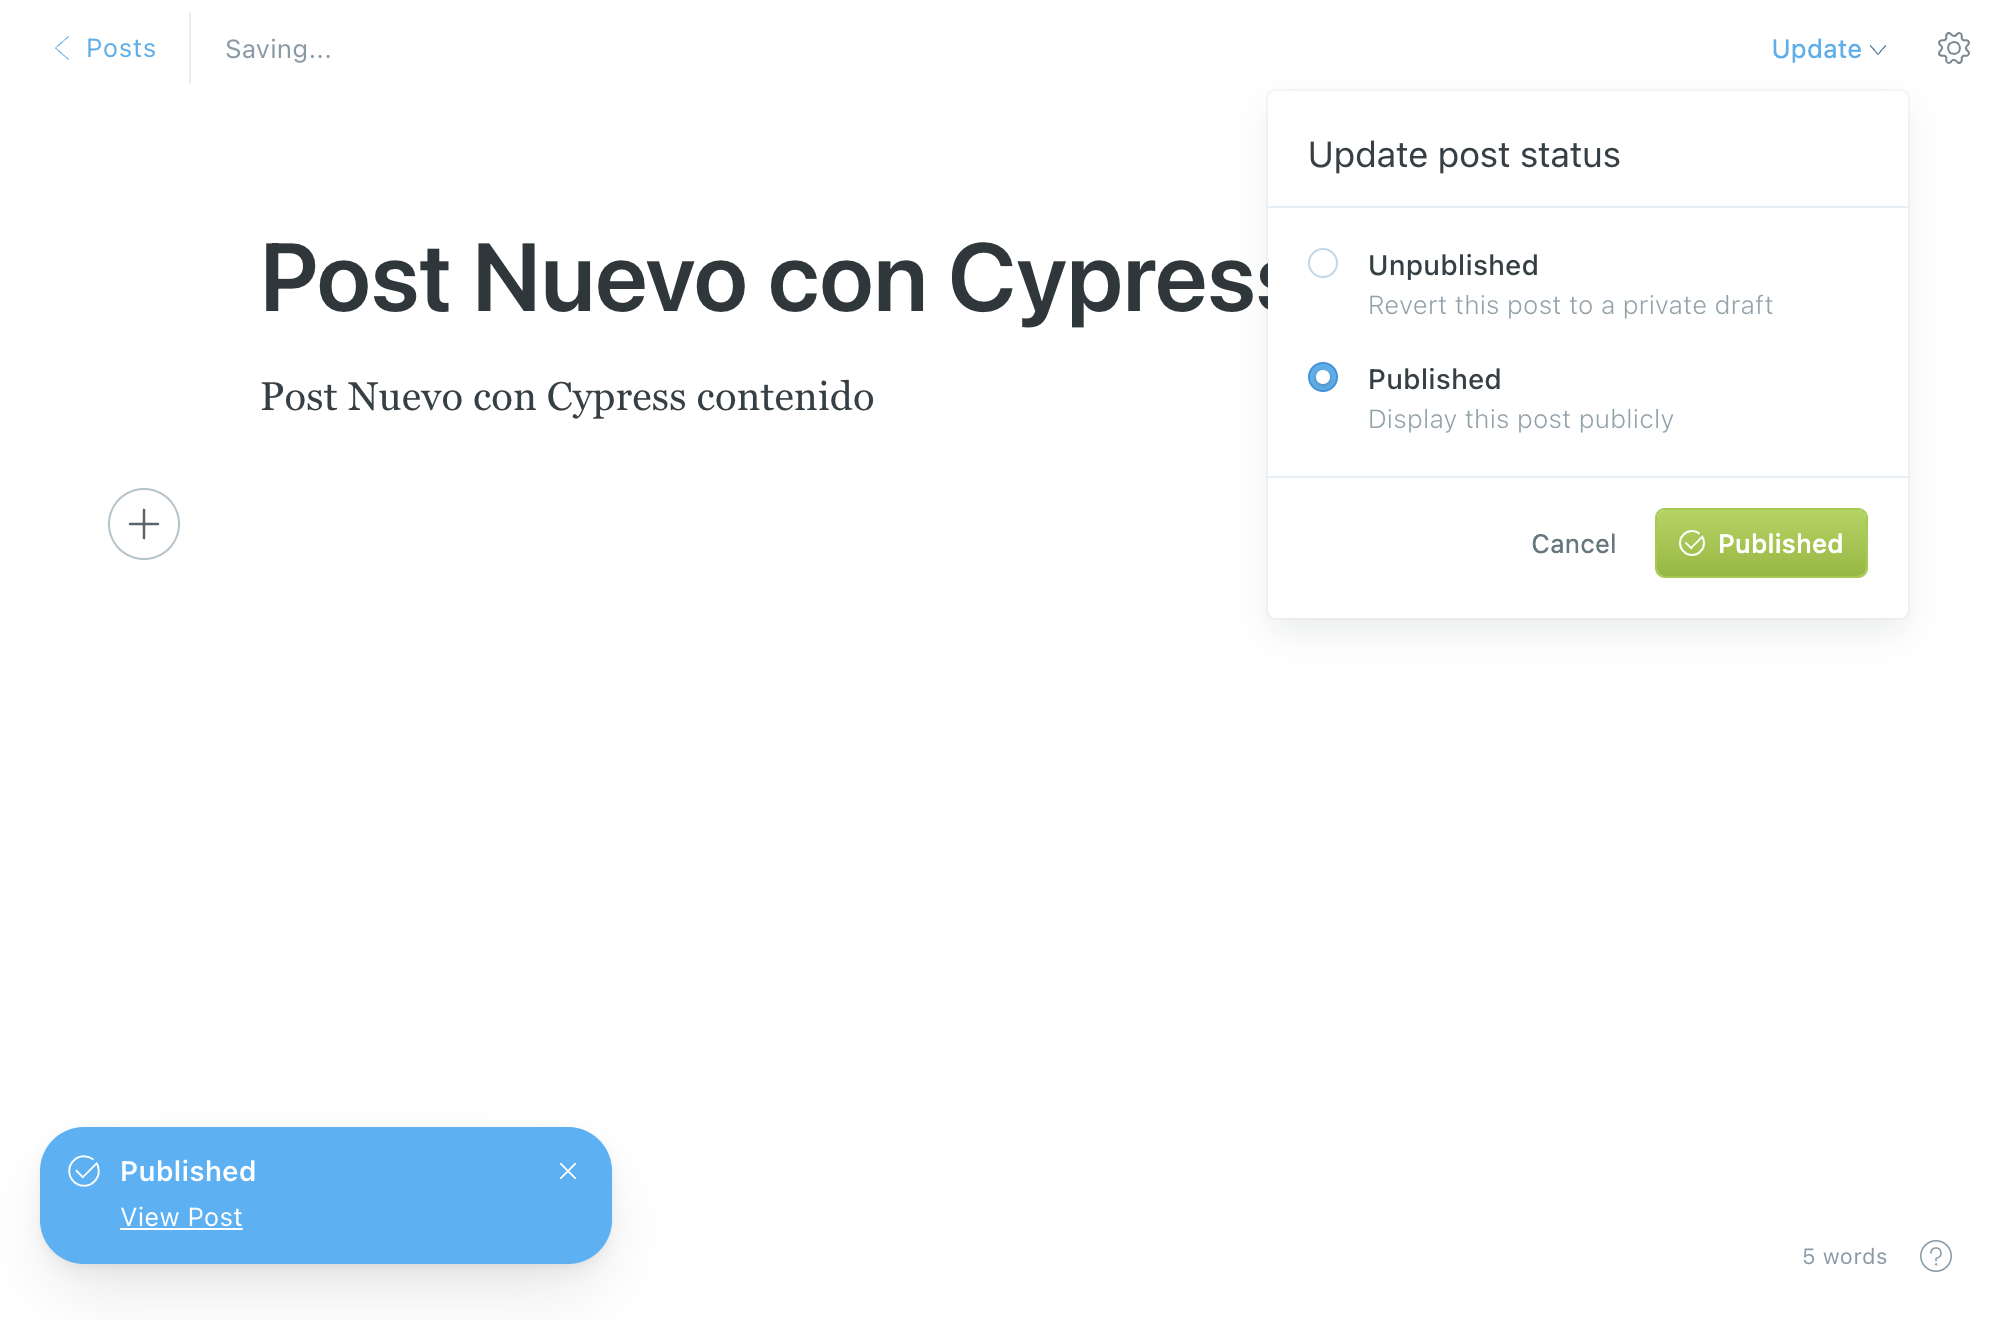 Posts
Saving...
Update
Update post status
Post Nuevo con Cypress
Unpublished
Revert this post to a private draft
Published
Display this post publicly
Post Nuevo con Cypress contenido
Cancel
Published
Published
View Post
5 words
?